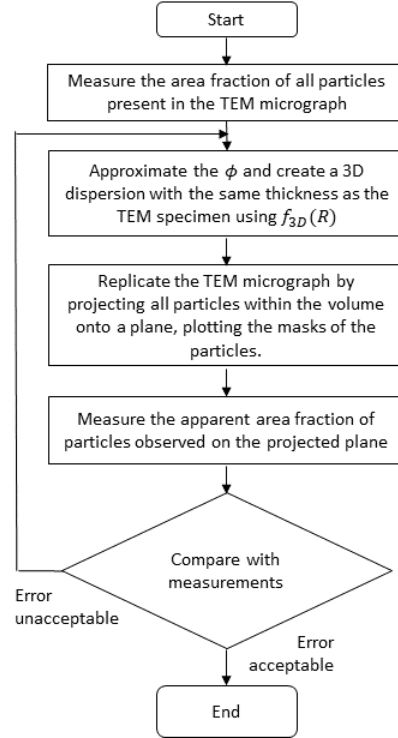 Start
Measure the area fraction of all particles
present in the TEM micrograph
Approximate the ϕ and create a 3D
dispersion with the same thickness as the
TEM specimen using f₃D(R)
Replicate the TEM micrograph by
projecting all particles within the volume
onto a plane, plotting the masks of the
particles.
Measure the apparent area fraction of
particles observed on the projected plane
Compare with
measurements
Error
unacceptable
Error
acceptable
End